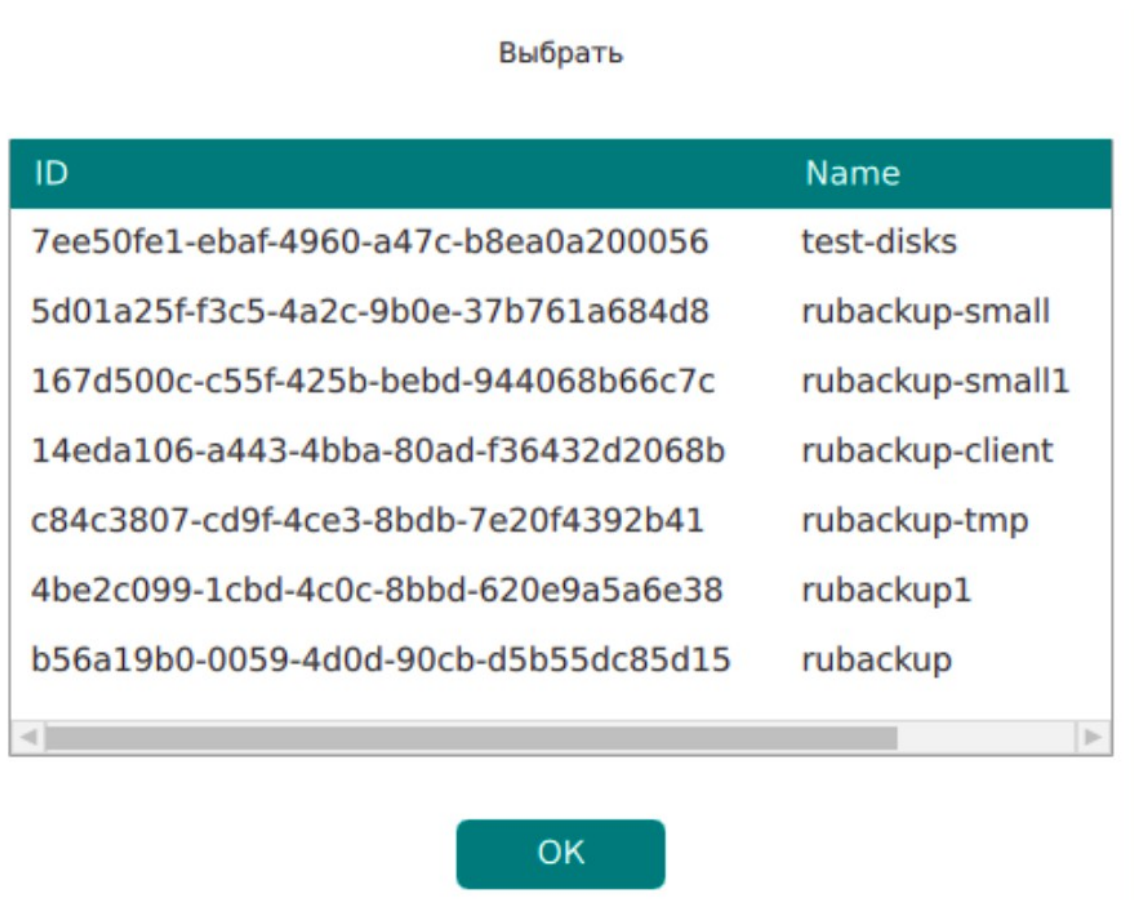 Выбрать
ID Name
7ee50fe1-ebaf-4960-a47c-b8ea0a200056 test-disks
5d01a25f-f3c5-4a2c-9b0e-37b761a684d8 rubackup-small
167d500c-c55f-425b-bebd-944068b66c7c rubackup-small1
14eda106-a443-4bba-80ad-f36432d2068b rubackup-client
c84c3807-cd9f-4ce3-8bdb-7e20f4392b41 rubackup-tmp
4be2c099-1cbd-4c0c-8bbd-620e9a5a6e38 rubackup1
b56a19b0-0059-4d0d-90cb-d5b55dc85d15 rubackup
OK